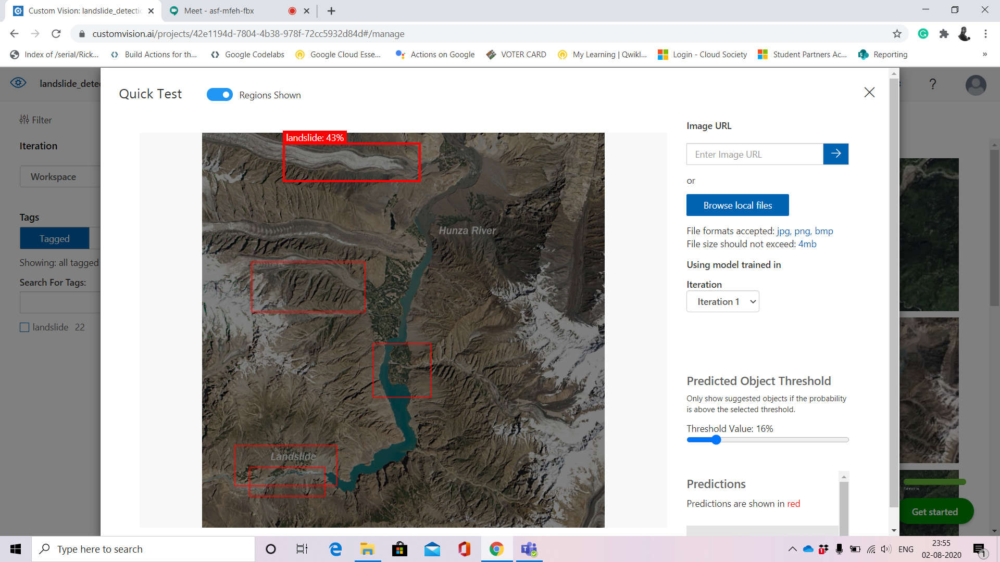 Custom Vision: landslide_detectio
Meet - asf-mfeh-fbx
customvision.ai/projects/42e1194d-7804-4b38-978f-72cc5932d84d#/manage
Index of /serial/Rick...
Build Actions for th...
Google Codelabs
Google Cloud Esse...
Actions on Google
VOTER CARD
My Learning | Qwikl...
Login - Cloud Society
Student Partners Ac...
Reporting
»
landslide_detec
?
Quick Test
Regions Shown
Filter
Iteration
Workspace
Tags
Tagged
Showing: all tagged
Search For Tags:
landslide 22
landslide: 43%
Hunza River
Landslide
Image URL
Enter Image URL
or
Browse local files
File formats accepted: jpg, png, bmp
File size should not exceed: 4mb
Using model trained in
Iteration
Iteration 1
Predicted Object Threshold
Only show suggested objects if the probability
is above the selected threshold.
Threshold Value: 16%
Predictions
Predictions are shown in red
Get started
Type here to search
1
ENG
23:55
02-08-2020
1